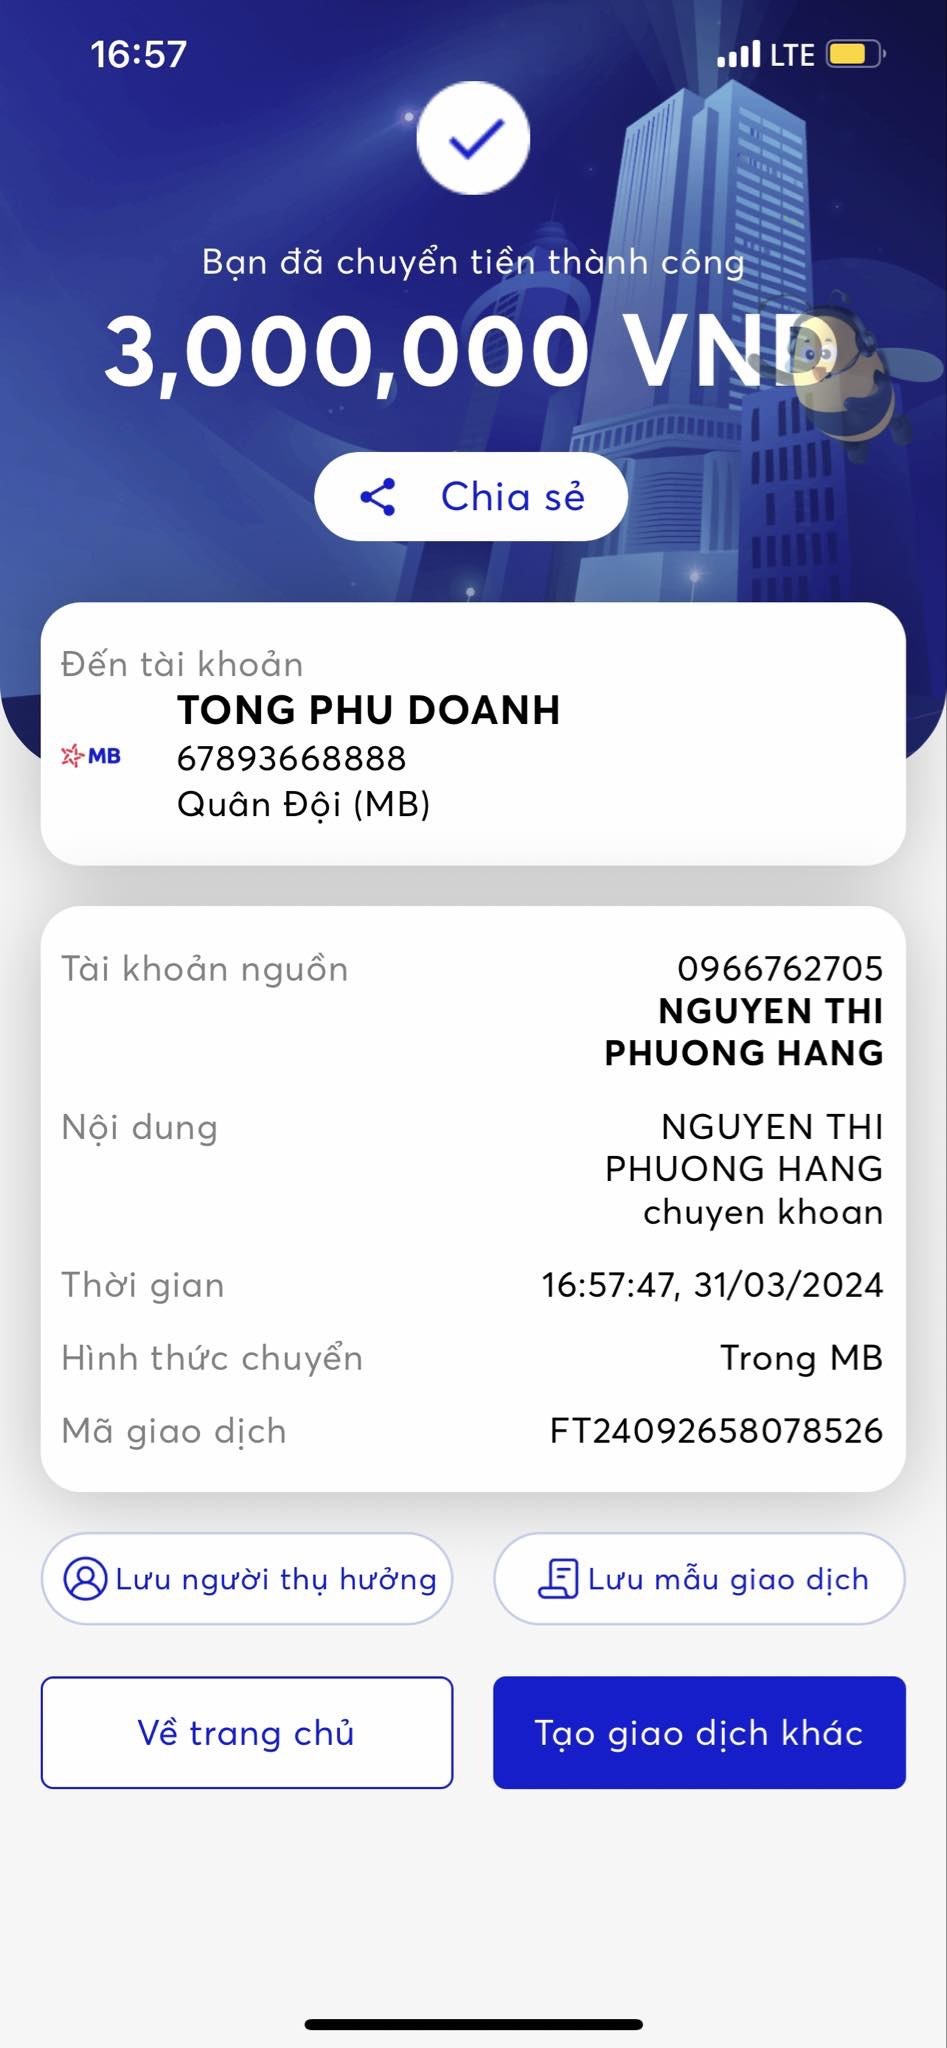 16:57
LTE
Bạn đã chuyển tiền thành công
3,000,000 VND
Chia sẻ
Đến tài khoản
TONG PHU DOANH
MB
67893668888
Quân Đội (MB)
Tài khoản nguồn
0966762705
NGUYEN THI
PHUONG HANG
Nội dung
NGUYEN THI
PHUONG HANG
chuyen khoan
Thời gian
16:57:47, 31/03/2024
Hình thức chuyển
Trong MB
Mã giao dịch
FT24092658078526
Lưu người thụ hưởng
Lưu mẫu giao dịch
Về trang chủ
Tạo giao dịch khác